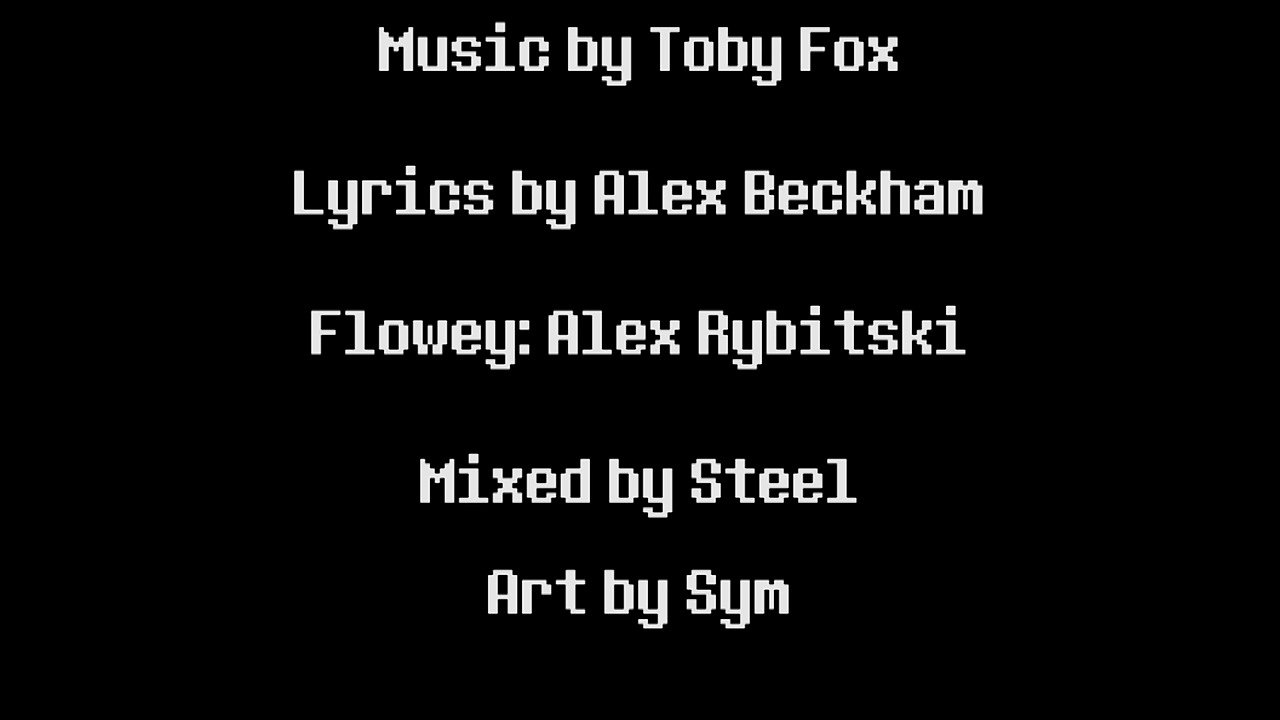 Music by Toby Fox
Lyrics by Alex Beckham
Flowey: Alex Rybitski
Mixed by Steel
Art by Sym